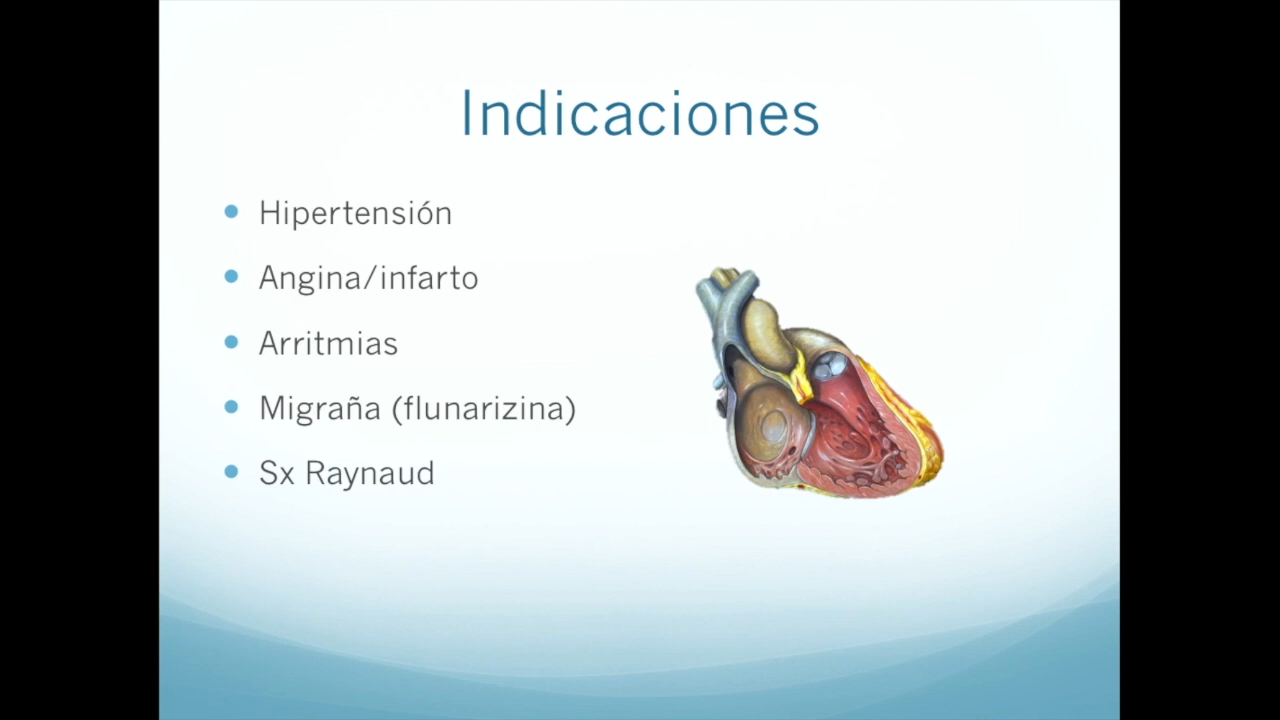 Indicaciones
Hipertensión
Angina/infarto
Arritmias
Migraña (flunarizina)
Sx Raynaud